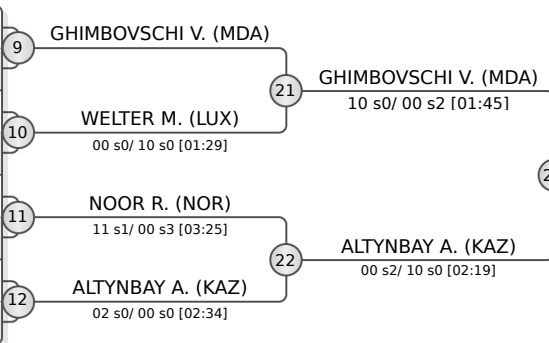 9
GHIMBOVSCHI V. (MDA)
21
GHIMBOVSCHI V. (MDA)
10 s0/ 00 s2 [01:45]
10
WELTER M. (LUX)
00 s0/ 10 s0 [01:29]
11
NOOR R. (NOR)
11 s1/ 00 s3 [03:25]
22
ALTYNBAY A. (KAZ)
00 s2/ 10 s0 [02:19]
12
ALTYNBAY A. (KAZ)
02 s0/ 00 s0 [02:34]